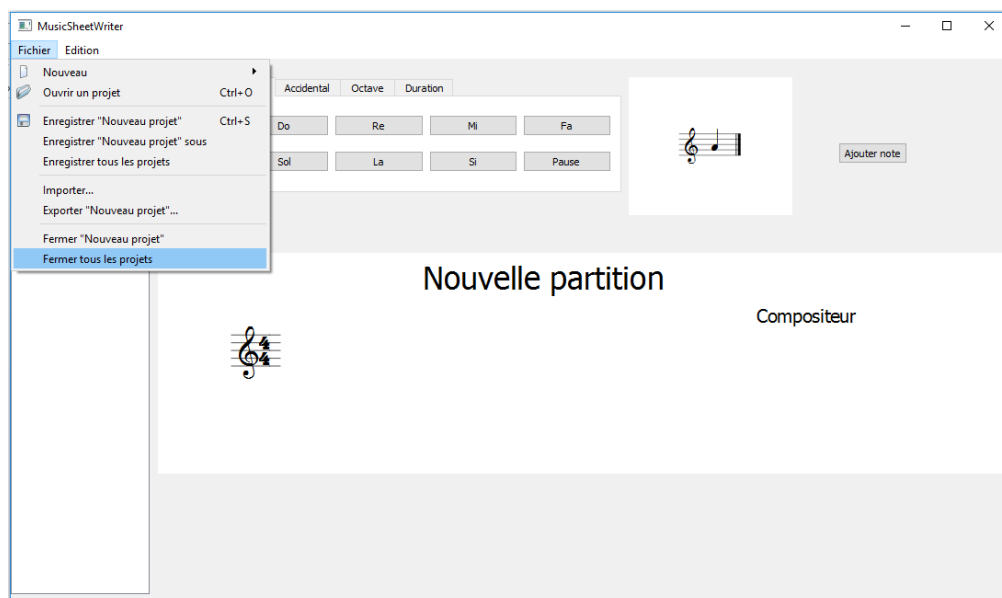 MusicSheetWriter
Fichier Edition
Nouveau
Ouvrir un projet Ctrl+O
Enregistrer "Nouveau projet" Ctrl+S
Enregistrer "Nouveau projet" sous
Enregistrer tous les projets
Importer...
Exporter "Nouveau projet"...
Fermer "Nouveau projet"
Fermer tous les projets
Accidental Octave Duration
Do Re Mi Fa
Sol La Si Pause
Ajouter note
Nouvelle partition
Compositeur
4
4